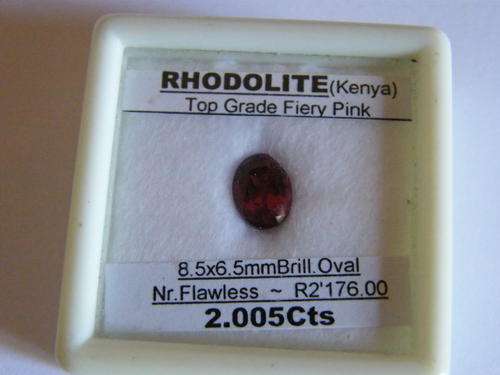 RHODOLITE(Kenya)
Top Grade Fiery Pink
8.5x6.5mmBrill.Oval
Nr.Flawless ~ R2'176.00
2.005Cts